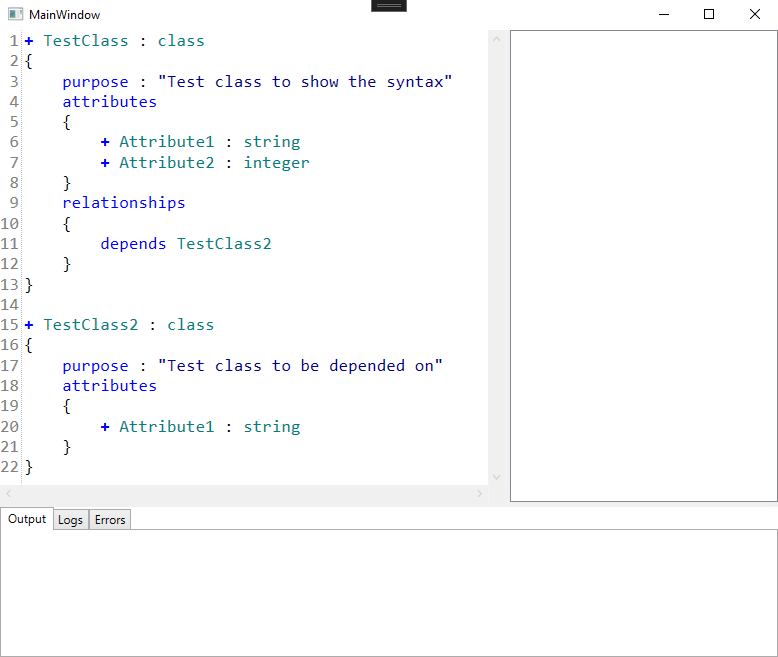 MainWindow
1 + TestClass : class
2 {
3     purpose : "Test class to show the syntax"
4     attributes
5     {
6         + Attribute1 : string
7         + Attribute2 : integer
8     }
9     relationships
10     {
11         depends TestClass2
12     }
13 }
14
15 + TestClass2 : class
16 {
17     purpose : "Test class to be depended on"
18     attributes
19     {
20         + Attribute1 : string
21     }
22 }
Output Logs Errors